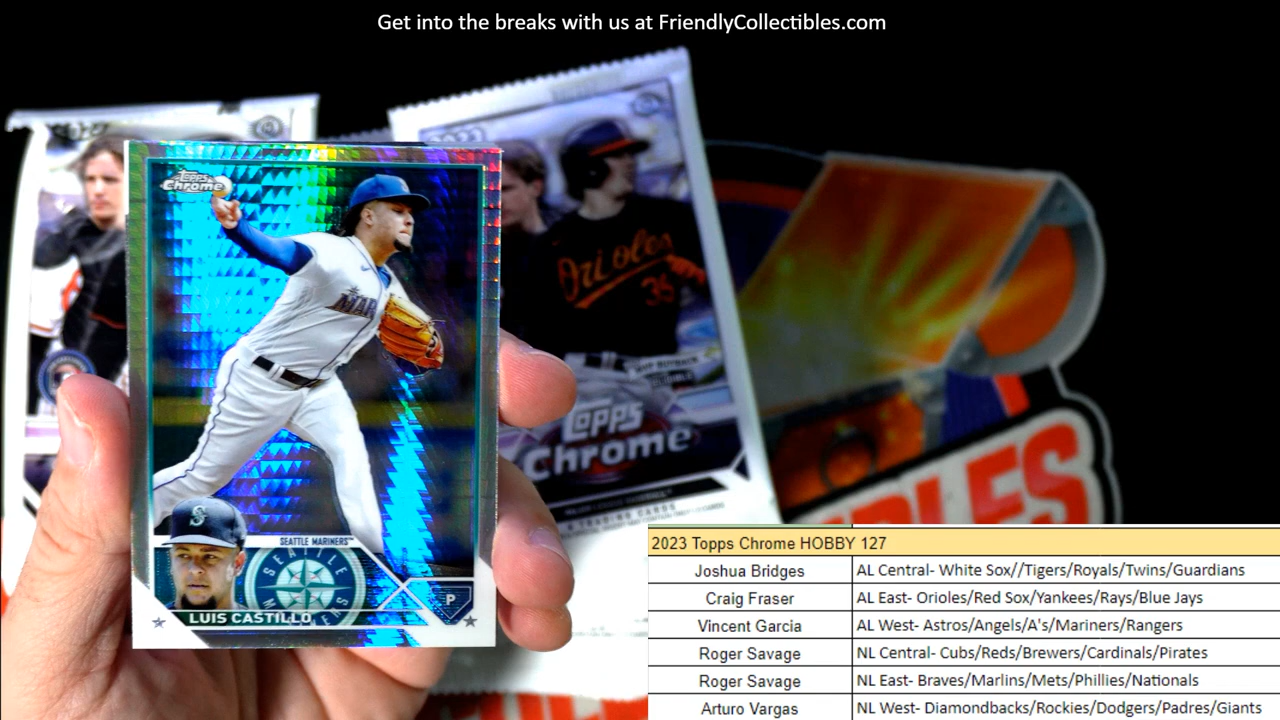 Get into the breaks with us at FriendlyCollectibles.com
Topps
Chrome
Orioles
35
Topps
Chrome
MAR
S
SEATTLE MARINERS™
SEATTLE
P
LUIS CASTILLO
2023 Topps Chrome HOBBY 127
Joshua Bridges AL Central- White Sox//Tigers/Royals/Twins/Guardians
Craig Fraser AL East- Orioles/Red Sox/Yankees/Rays/Blue Jays
Vincent Garcia AL West- Astros/Angels/A's/Mariners/Rangers
Roger Savage NL Central- Cubs/Reds/Brewers/Cardinals/Pirates
Roger Savage NL East- Braves/Marlins/Mets/Phillies/Nationals
Arturo Vargas NL West- Diamondbacks/Rockies/Dodgers/Padres/Giants